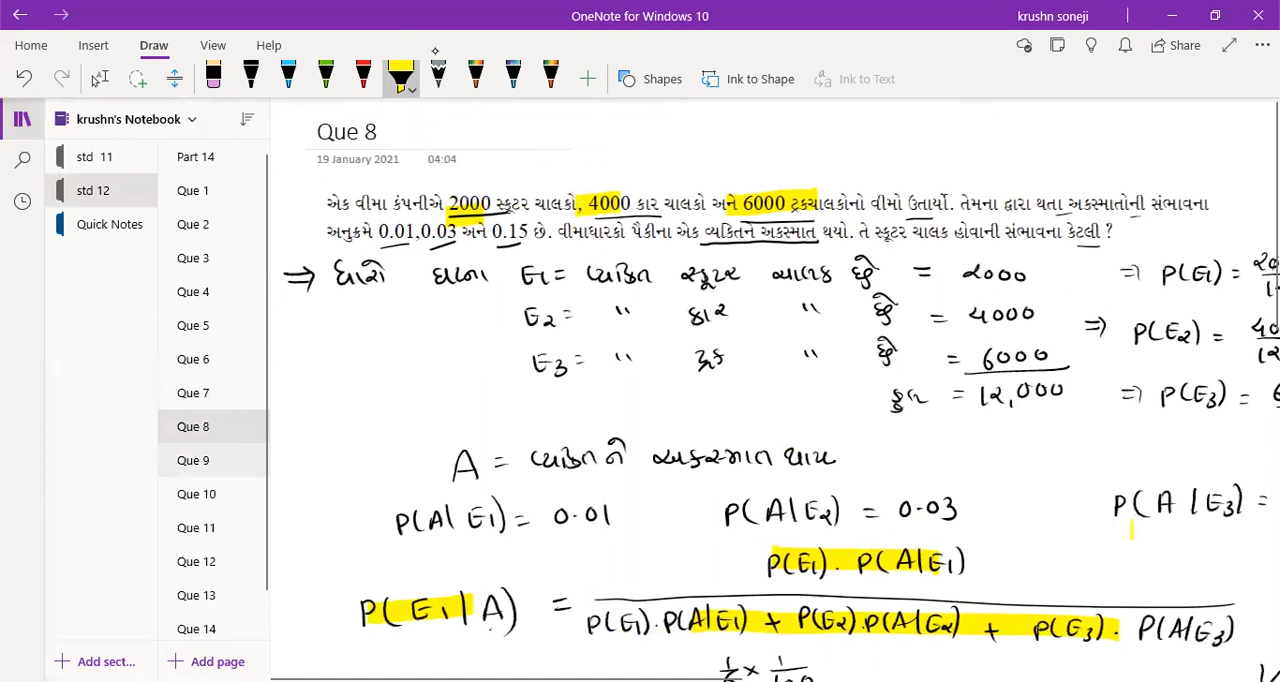 OneNote for Windows 10
krushn soneji
Home Insert Draw View Help
Share
Shapes Ink to Shape Ink to Text
krushn's Notebook
std 11
std 12
Quick Notes
Part 14
Que 1
Que 2
Que 3
Que 4
Que 5
Que 6
Que 7
Que 8
Que 9
Que 10
Que 11
Que 12
Que 13
Que 14
Add sect...
Add page
Que 8
19 January 2021 04:04
એક વીમા કંપનીએ 2000 સ્કૂટર ચાલકો, 4000 કાર ચાલકો અને 6000 ટ્રકચાલકોનો વીમો ઉતાર્યો. તેમના દ્વારા થતા અકસ્માતોની સંભાવના
અનુક્રમે 0.01,0.03 અને 0.15 છે. વીમાધારકો પૈકીના એક વ્યકિતને અકસ્માત થયો. તે સ્કૂટર ચાલક હોવાની સંભાવના કેટલી ?
⇒ ધારો ઘટના E1 = વ્યકિત સ્કૂટર ચાલક છે = 2000 ⇒ P(E1) =
E2 = " કાર " છે = 4000 ⇒ P(E2) =
E3 = " ટ્રક " છે = 6000
કુલ = 12,000 ⇒ P(E3) =
A = વ્યકિતને અકસ્માત થાય
P(A|E1) = 0.01 P(A|E2) = 0.03 P(A|E3) =
P(E1). P(A|E1)
P(E1|A) =
P(E1).P(A|E1) + P(E2).P(A|E2) + P(E3). P(A|E3)